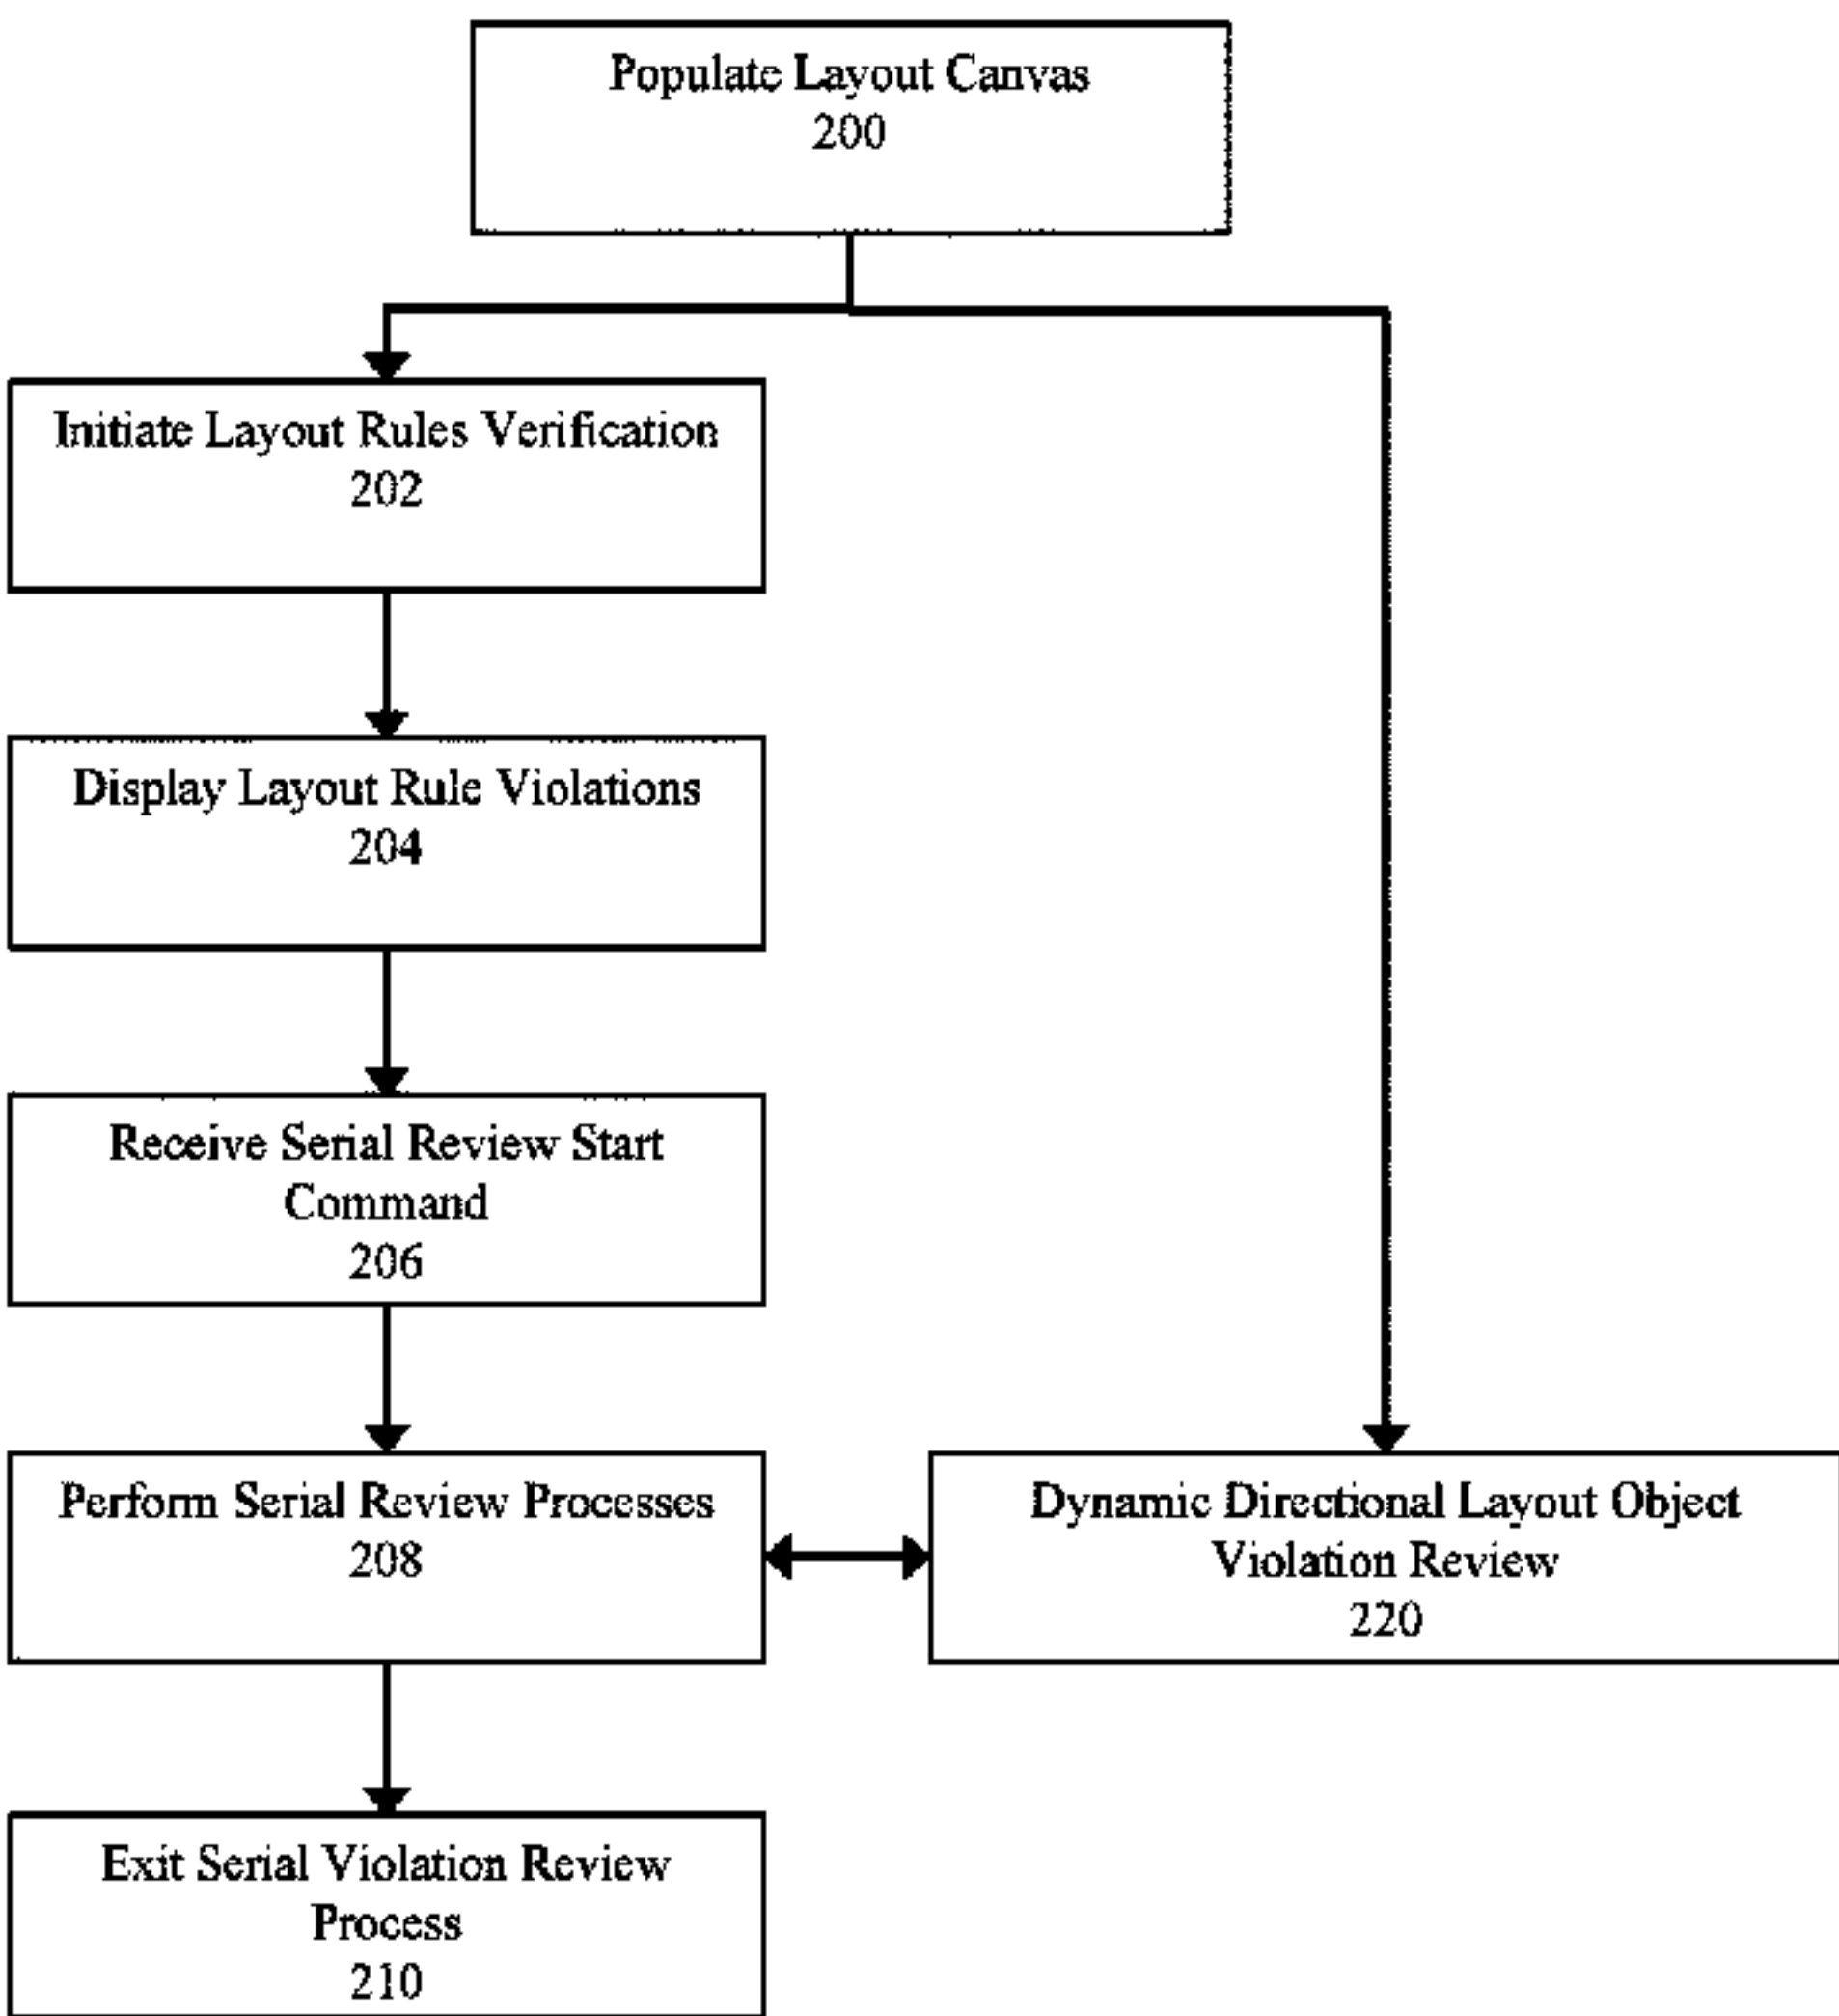 Populate Layout Canvas
200
Initiate Layout Rules Verification
202
Display Layout Rule Violations
204
Receive Serial Review Start
Command
206
Perform Serial Review Processes
208
Dynamic Directional Layout Object
Violation Review
220
Exit Serial Violation Review
Process
210